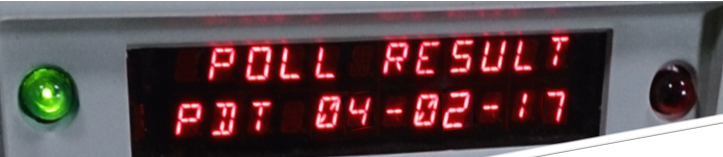 POLL RESULT
PDT 04-02-17